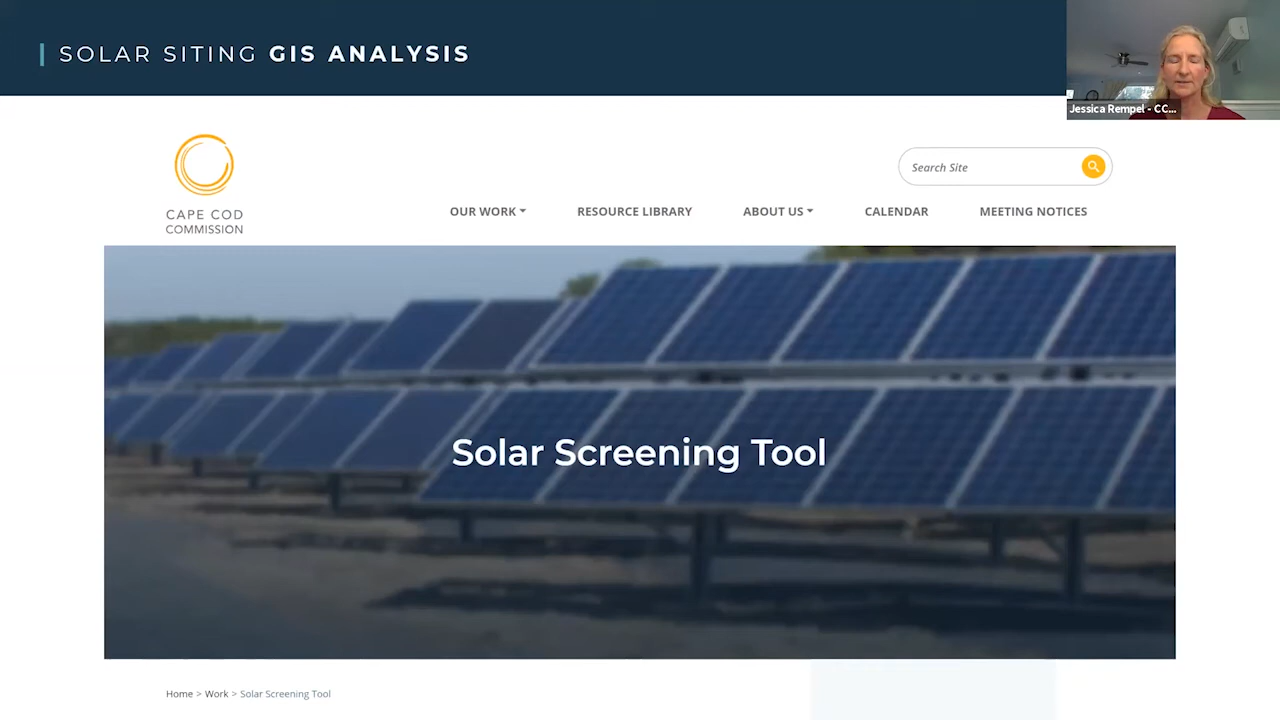 SOLAR SITING GIS ANALYSIS
Jessica Rempel - CC...
CAPE COD
COMMISSION
Search Site
OUR WORK
RESOURCE LIBRARY
ABOUT US
CALENDAR
MEETING NOTICES
Solar Screening Tool
Home > Work > Solar Screening Tool